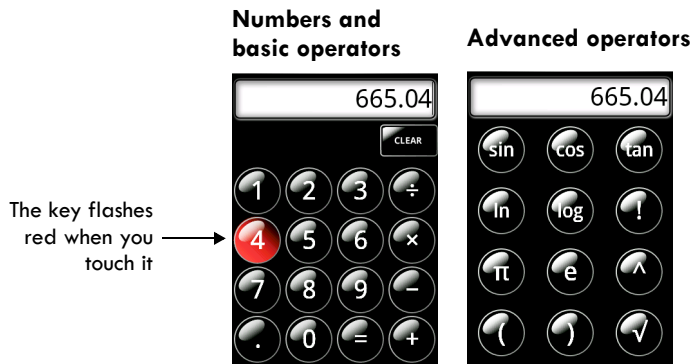 Numbers and
basic operators
Advanced operators
665.04
665.04
CLEAR
sin cos tan
1 2 3 ÷
ln log !
The key flashes
red when you
touch it
4 5 6 ×
π e ^
7 8 9 −
( ) √
. 0 = +